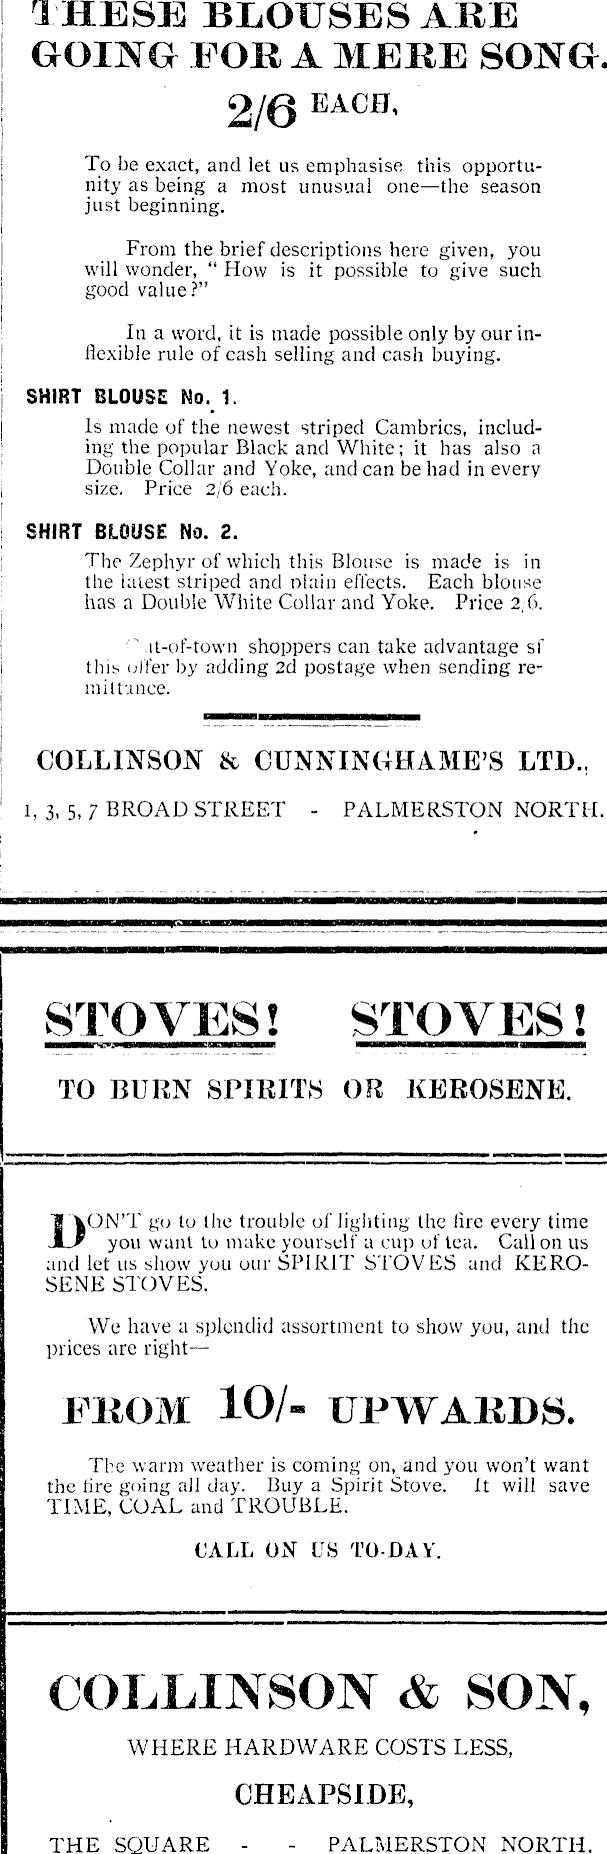 THESE BLOUSES ARE
GOING FOR A MERE SONG.
2/6 EACH,
To be exact, and let us emphasise this opportu-
nity as being a most unusual one—the season
just beginning.
From the brief descriptions here given, you
will wonder, “ How is it possible to give such
good value?”
In a word, it is made possible only by our in-
flexible rule of cash selling and cash buying.
SHIRT BLOUSE No. 1.
Is made of the newest striped Cambrics, includ-
ing the popular Black and White; it has also a
Double Collar and Yoke, and can be had in every
size. Price 2/6 each.
SHIRT BLOUSE No. 2.
The Zephyr of which this Blouse is made is in
the latest striped and plain effects. Each blouse
has a Double White Collar and Yoke. Price 2/6.
ut-of-town shoppers can take advantage sf
this offer by adding 2d postage when sending re-
mittance.
COLLINSON & CUNNINGHAME'S LTD.,
1, 3, 5, 7 BROAD STREET - PALMERSTON NORTH.
STOVES! STOVES!
TO BURN SPIRITS OR KEROSENE.
DON'T go to the trouble of lighting the fire every time
you want to make yourself a cup of tea. Call on us
and let us show you our SPIRIT STOVES and KERO-
SENE STOVES.
We have a splendid assortment to show you, and the
prices are right—
FROM 10/- UPWARDS.
The warm weather is coming on, and you won't want
the fire going all day. Buy a Spirit Stove. It will save
TIME, COAL and TROUBLE.
CALL ON US TO-DAY.
COLLINSON & SON,
WHERE HARDWARE COSTS LESS,
CHEAPSIDE,
THE SQUARE - - PALMERSTON NORTH.